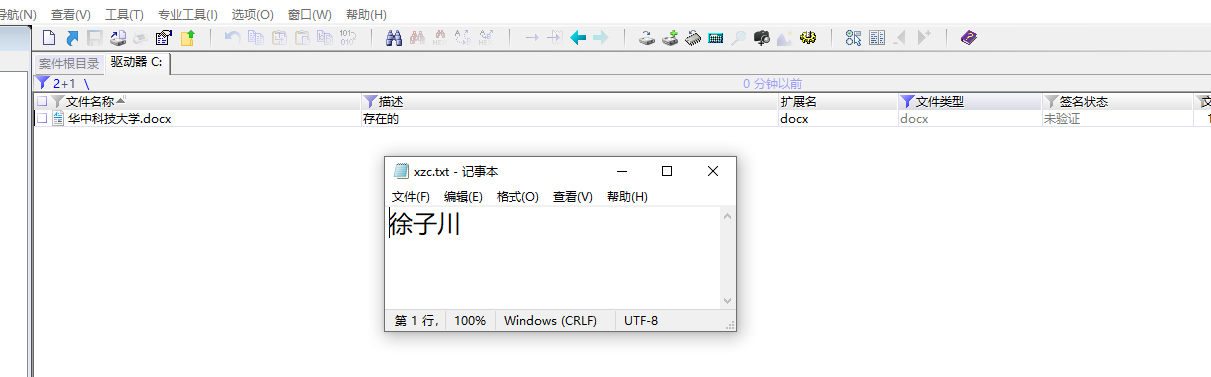 导航(N) 查看(V) 工具(T) 专业工具(I) 选项(O) 窗口(W) 帮助(H)
案件根目录 驱动器 C:
2+1 \ 0 分钟以前
文件名称 描述 扩展名 文件类型 签名状态 文
华中科技大学.docx 存在的 docx docx 未验证 1
xzc.txt - 记事本
文件(F) 编辑(E) 格式(O) 查看(V) 帮助(H)
徐子川
第 1 行, 100% Windows (CRLF) UTF-8